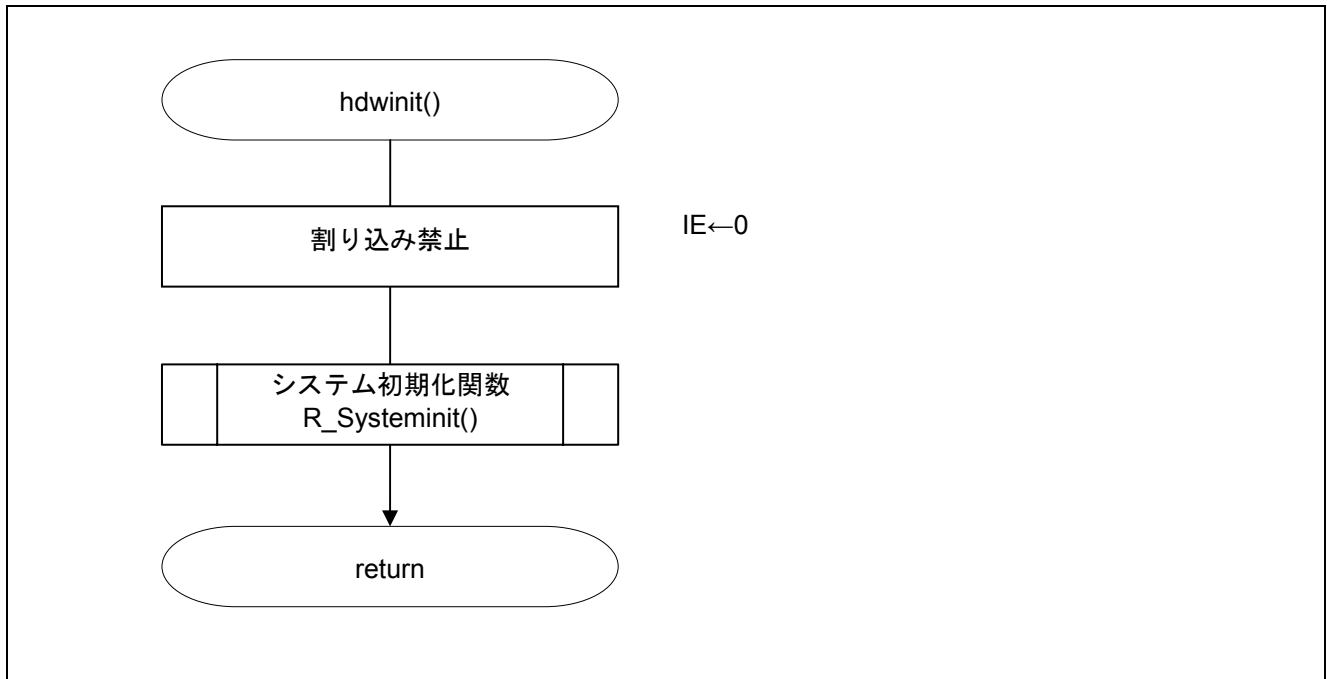 hdwinit()
割り込み禁止
IE←0
システム初期化関数
R_Systeminit()
return